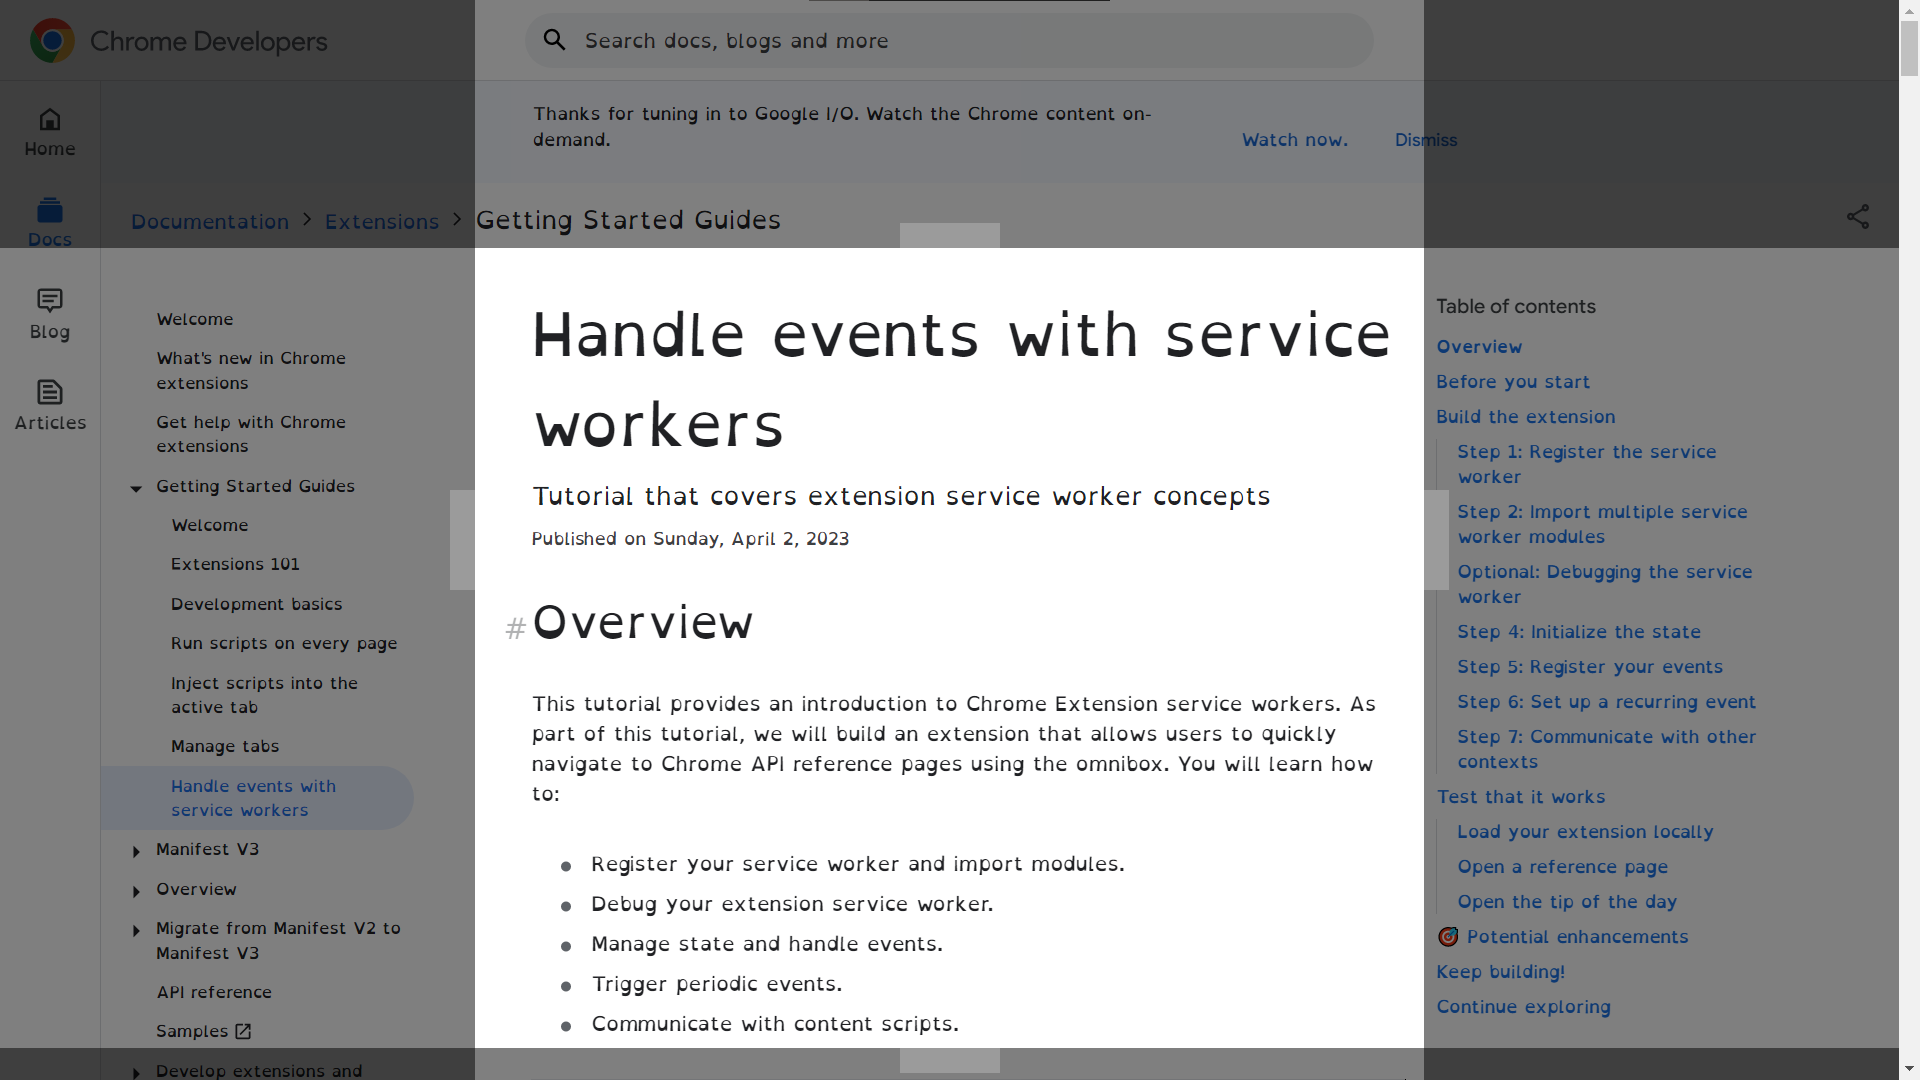 Chrome Developers
Search docs, blogs and more
Thanks for tuning in to Google I/O. Watch the Chrome content on-
demand.
Watch now.
Dismiss
Home
Docs
Blog
Articles
Documentation
Extensions
Getting Started Guides
Welcome
What's new in Chrome
extensions
Get help with Chrome
extensions
Getting Started Guides
Welcome
Extensions 101
Development basics
Run scripts on every page
Inject scripts into the
active tab
Manage tabs
Handle events with
service workers
Manifest V3
Overview
Migrate from Manifest V2 to
Manifest V3
API reference
Samples
Develop extensions and
Handle events with service
workers
Tutorial that covers extension service worker concepts
Published on Sunday, April 2, 2023
#Overview
This tutorial provides an introduction to Chrome Extension service workers. As
part of this tutorial, we will build an extension that allows users to quickly
navigate to Chrome API reference pages using the omnibox. You will learn how
to:
Register your service worker and import modules.
Debug your extension service worker.
Manage state and handle events.
Trigger periodic events.
Communicate with content scripts.
Table of contents
Overview
Before you start
Build the extension
Step 1: Register the service
worker
Step 2: Import multiple service
worker modules
Optional: Debugging the service
worker
Step 4: Initialize the state
Step 5: Register your events
Step 6: Set up a recurring event
Step 7: Communicate with other
contexts
Test that it works
Load your extension locally
Open a reference page
Open the tip of the day
🎯 Potential enhancements
Keep building!
Continue exploring